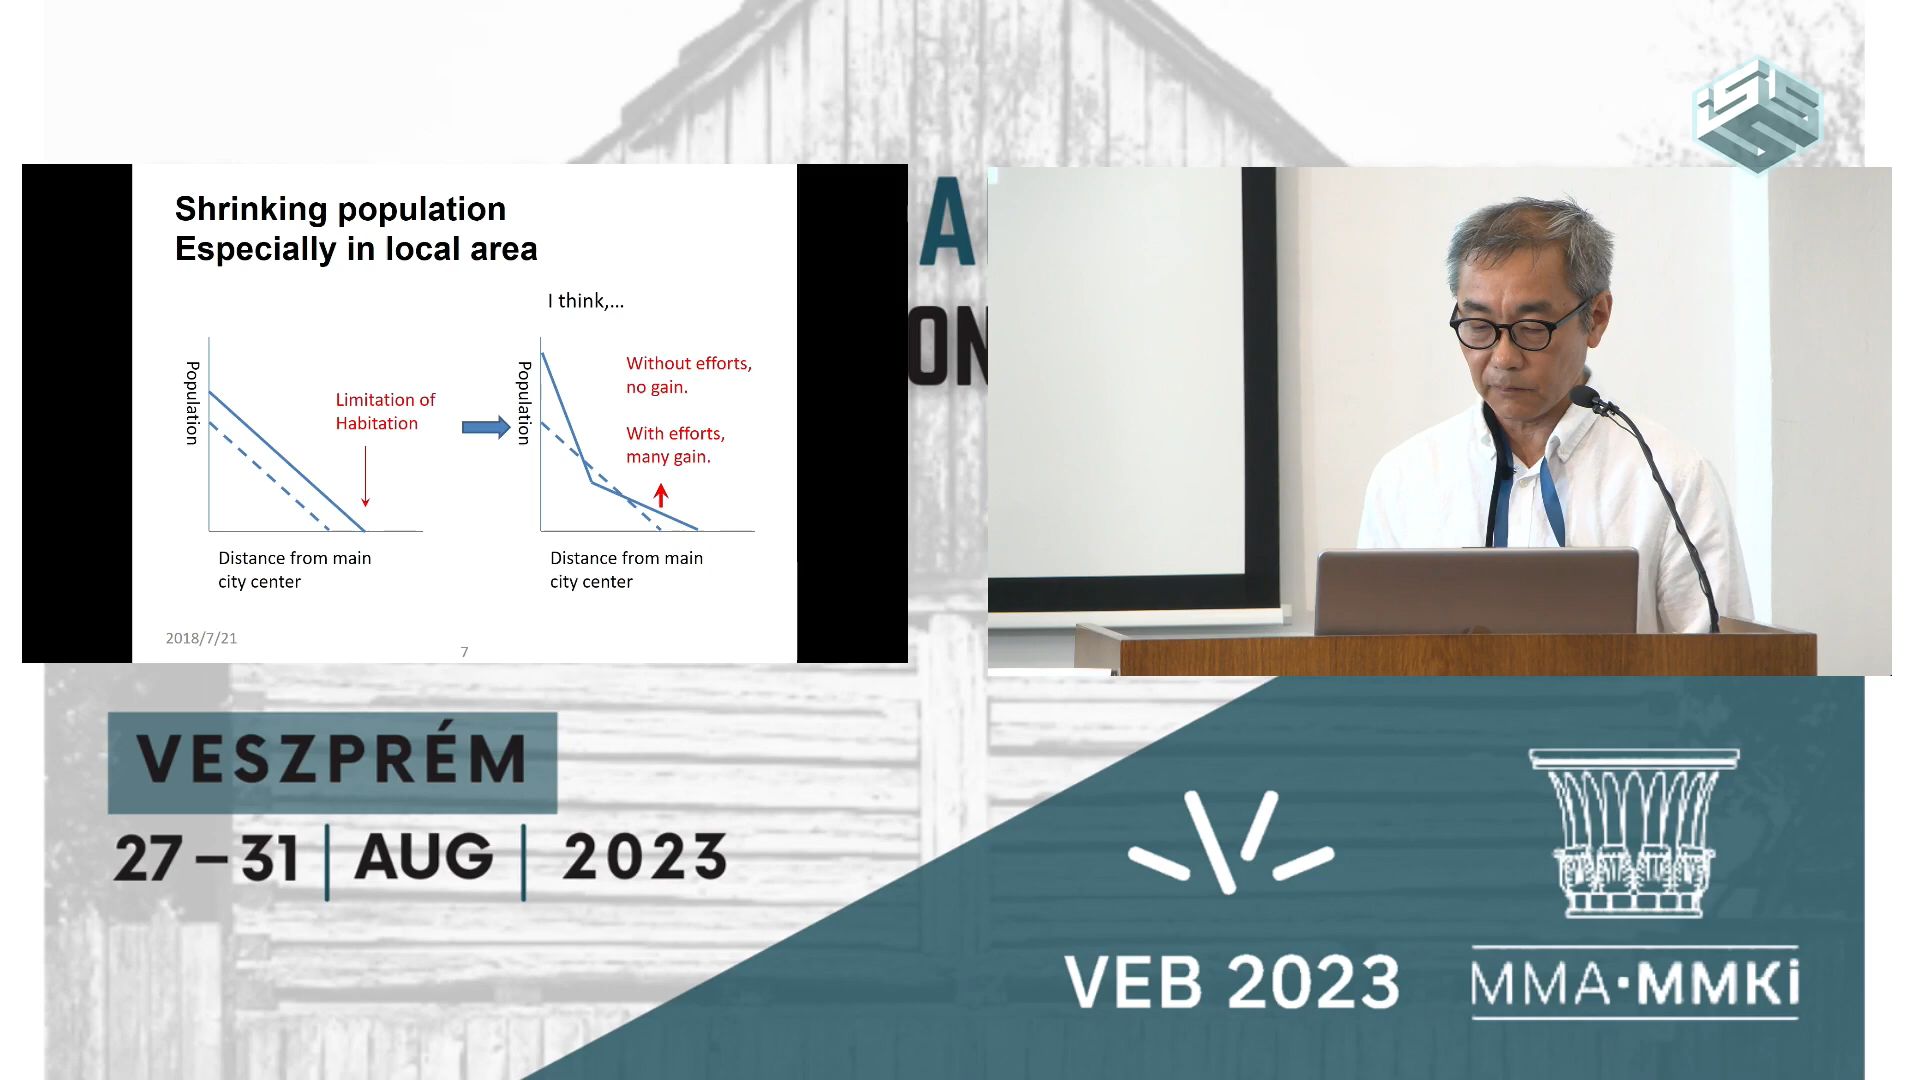 Shrinking population
Especially in local area
I think,...
Population
Limitation of
Habitation
Distance from main
city center
Population
Without efforts,
no gain.
With efforts,
many gain.
Distance from main
city center
2018/7/21
7
A
ON
VESZPRÉM
27–31 | AUG | 2023
VEB 2023
MMA·MMKi